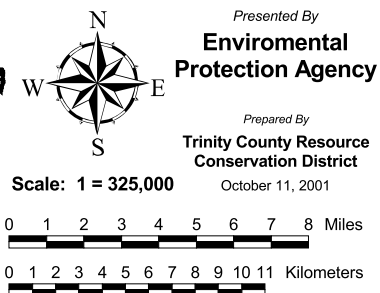 N
Presented By
W E
Enviromental
Protection Agency
S
Prepared By
Trinity County Resource
Conservation District
Scale: 1 = 325,000
October 11, 2001
0 1 2 3 4 5 6 7 8 Miles
0 1 2 3 4 5 6 7 8 9 10 11 Kilometers